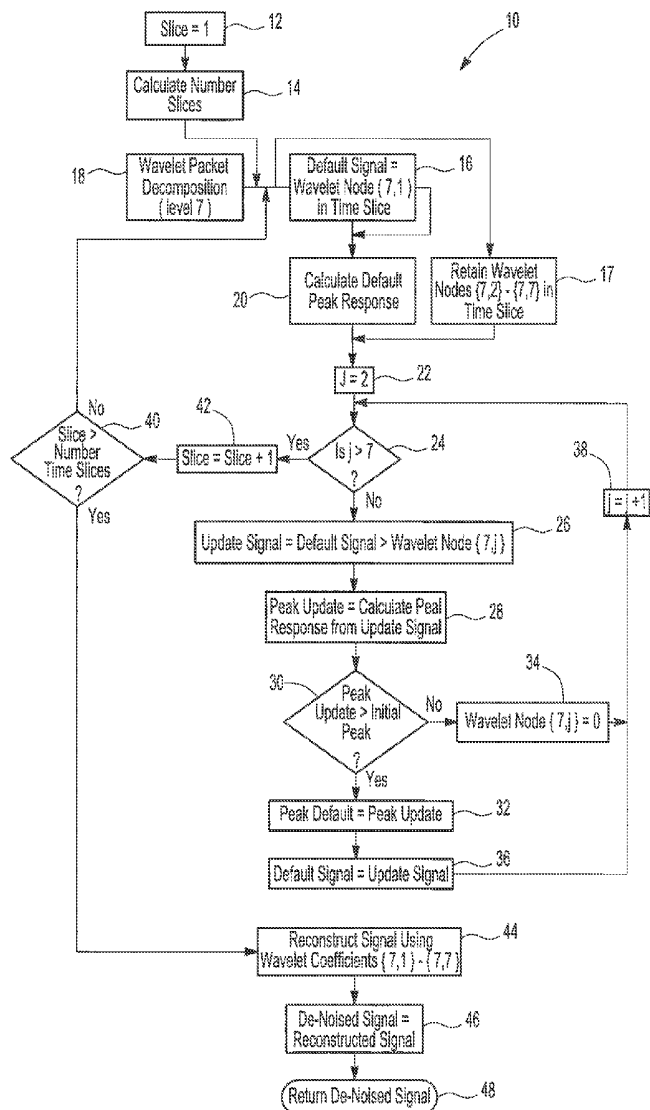 Slice = 1
12
10
Calculate Number
Slices
14
18
Wavelet Packet
Decomposition
( level 7 )
Default Signal =
Wavelet Node { 7,1 }
in Time Slice
16
20
Calculate Default
Peak Response
Retain Wavelet
Nodes {7,2} - {7,7} in
Time Slice
17
J = 2
22
No
40
Slice >
Number
Time Slices
?
Yes
42
Slice = Slice + 1
Yes
Is j > 7
?
24
No
38
j = j +1
Update Signal = Default Signal > Wavelet Node { 7,j }
26
Peak Update = Calculate Peal
Response from Update Signal
28
30
Peak
Update > Initial
Peak
?
No
Yes
34
Wavelet Node { 7,j } = 0
Peak Default = Peak Update
32
Default Signal = Update Signal
36
Reconstruct Signal Using
Wavelet Coefficients { 7,1 } - { 7,7 }
44
De-Noised Signal =
Reconstructed Signal
46
Return De-Noised Signal
48